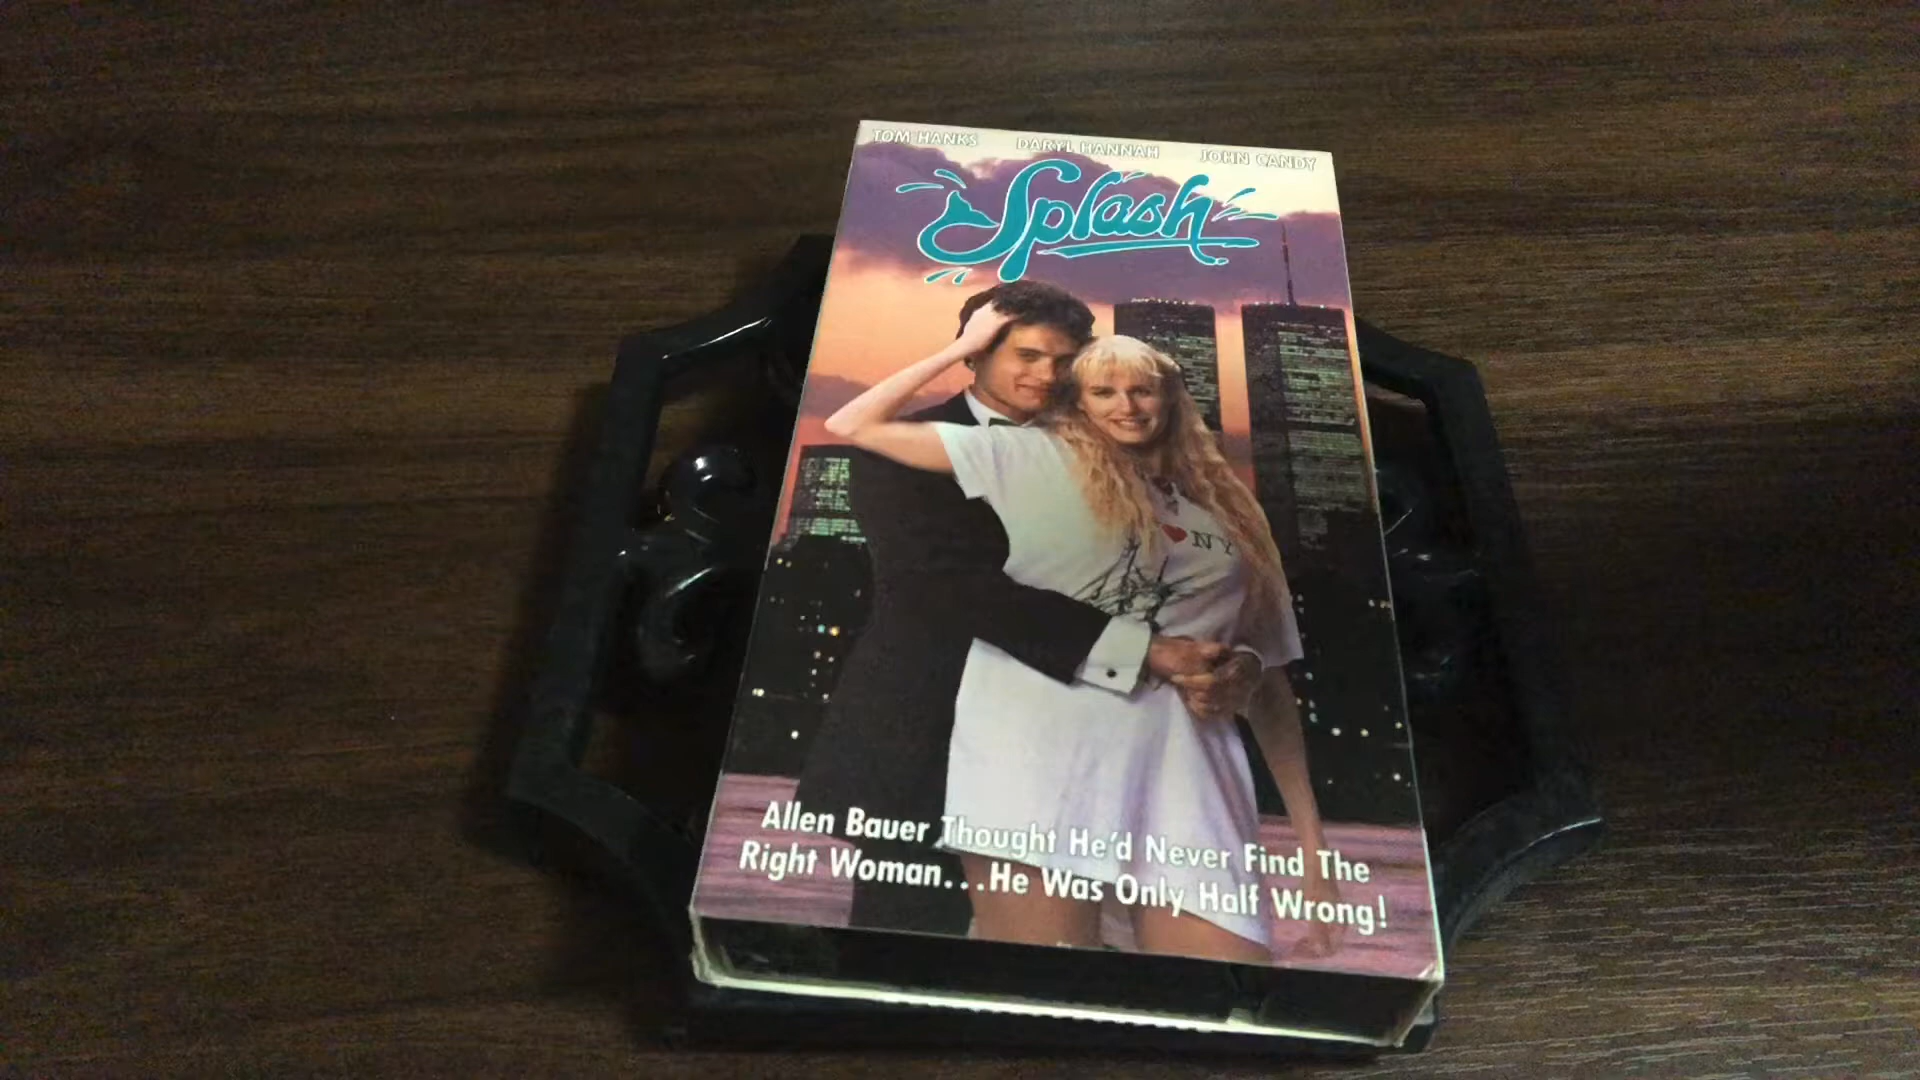 TOM HANKS DARYL HANNAH JOHN CANDY
Splash
NY
Allen Bauer Thought He'd Never Find The
Right Woman...He Was Only Half Wrong!